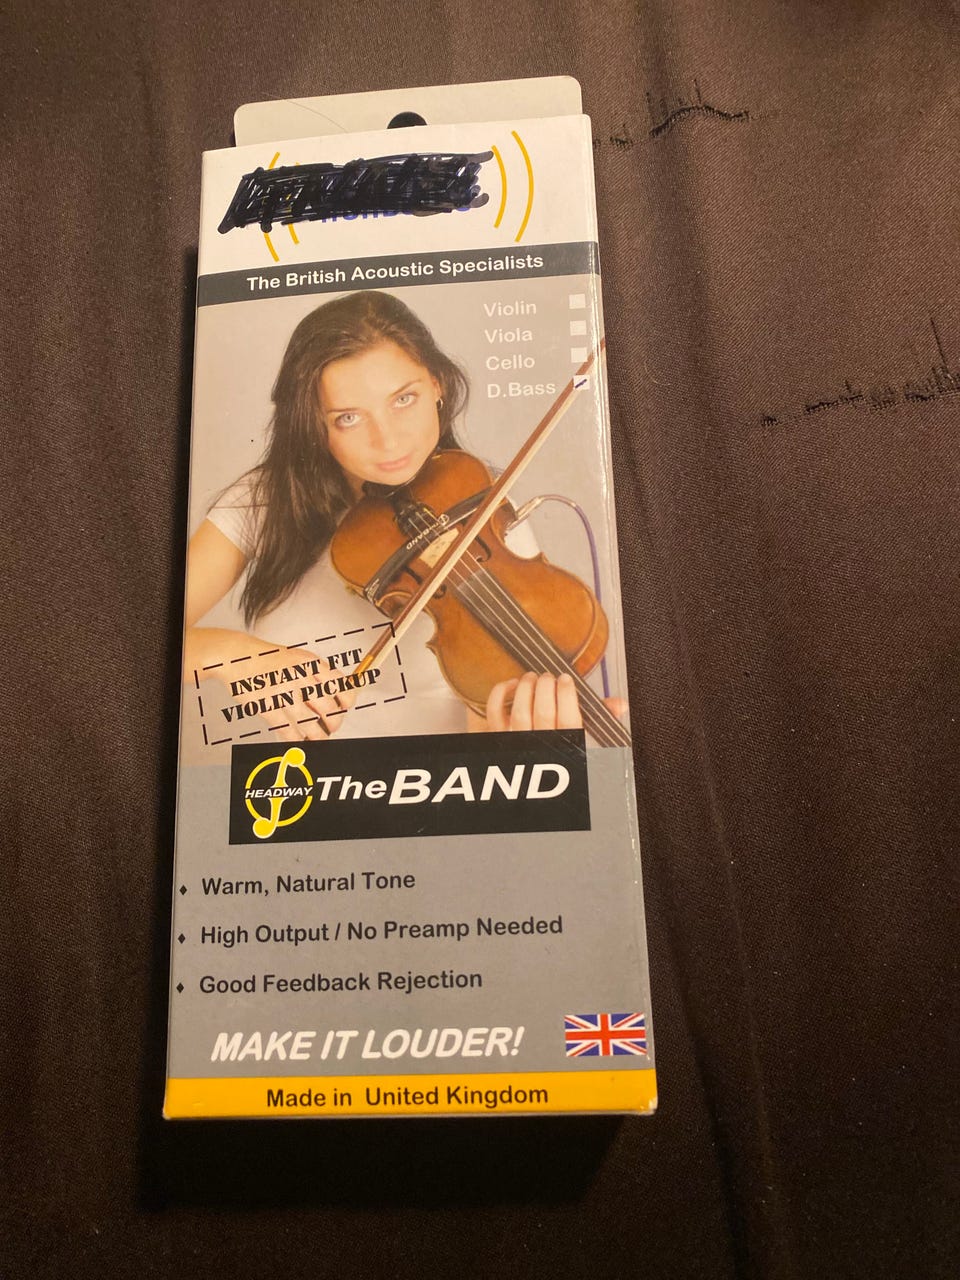 The British Acoustic Specialists
Violin
Viola
Cello
D.Bass
BAND
INSTANT FIT
VIOLIN PICKUP
HEADWAY
TheBAND
Warm, Natural Tone
High Output / No Preamp Needed
Good Feedback Rejection
MAKE IT LOUDER!
Made in United Kingdom